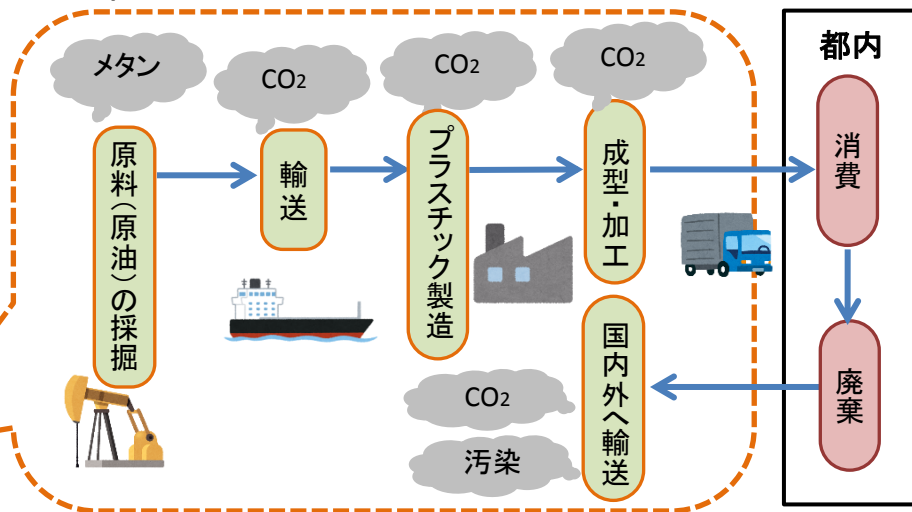 メタン
CO2
CO2
CO2
都内
原料(原油)の採掘
輸送
プラスチック製造
成型・加工
消費
国内外へ輸送
廃棄
CO2
汚染